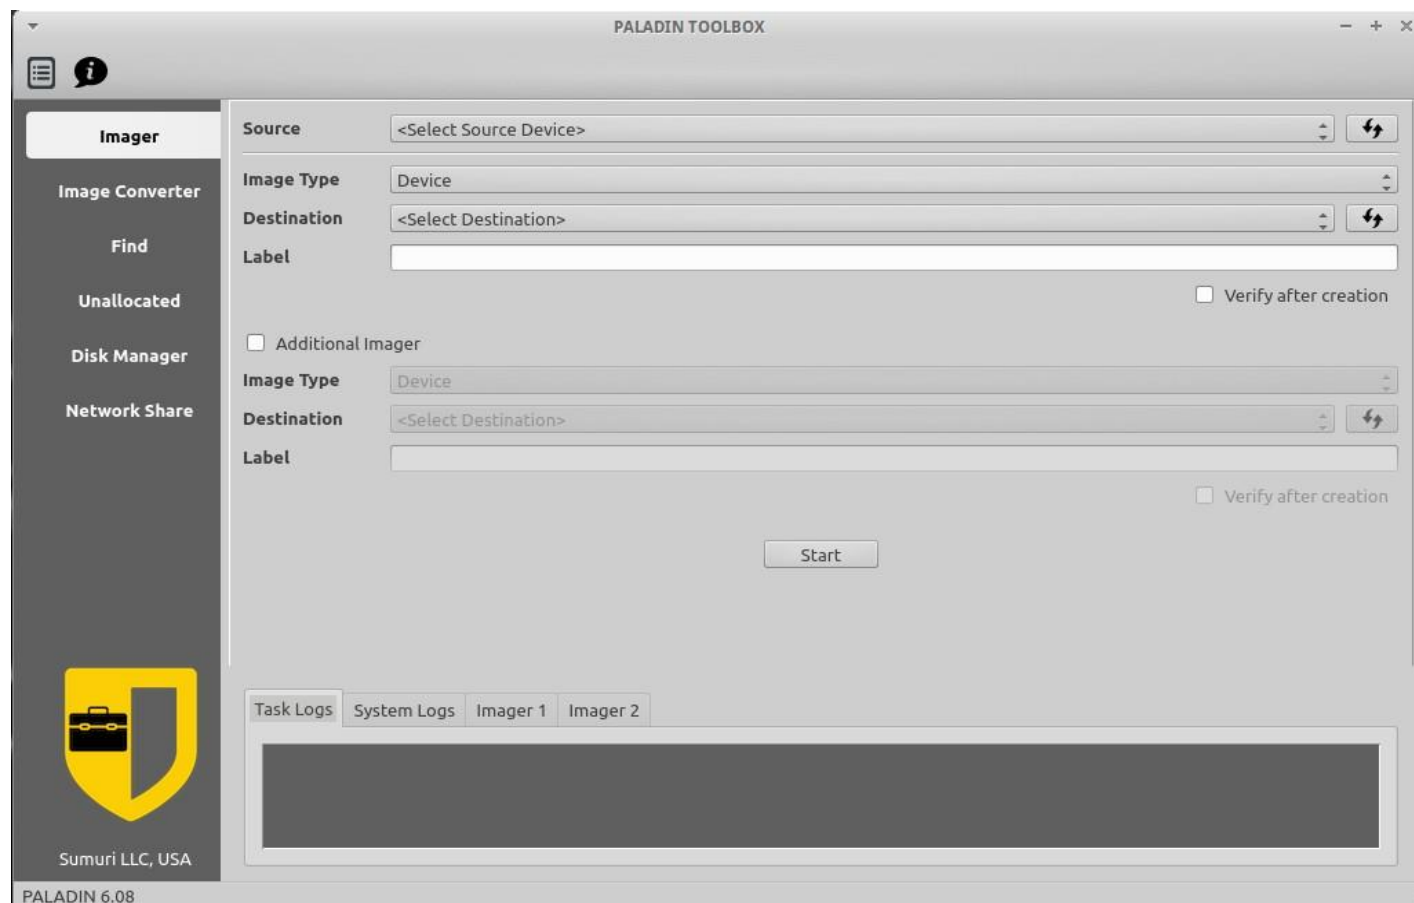 PALADIN TOOLBOX
Imager
Image Converter
Find
Unallocated
Disk Manager
Network Share
Source <Select Source Device>
Image Type Device
Destination <Select Destination>
Label
Verify after creation
Additional Imager
Image Type Device
Destination <Select Destination>
Label
Verify after creation
Start
Task Logs System Logs Imager 1 Imager 2
Sumuri LLC, USA
PALADIN 6.08